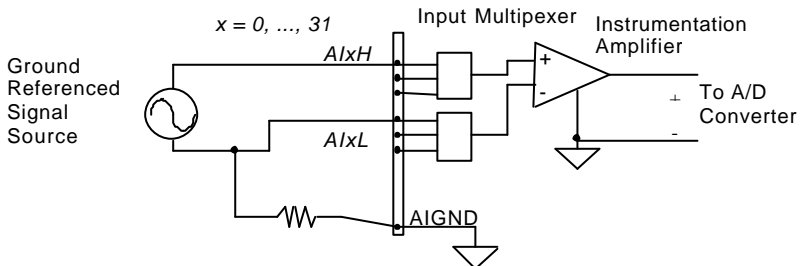 x = 0, ..., 31
Input Multipexer
Instrumentation
Amplifier
Ground
Referenced
Signal
Source
AIxH
+
-
To A/D
Converter
+
-
AIxL
AIGND